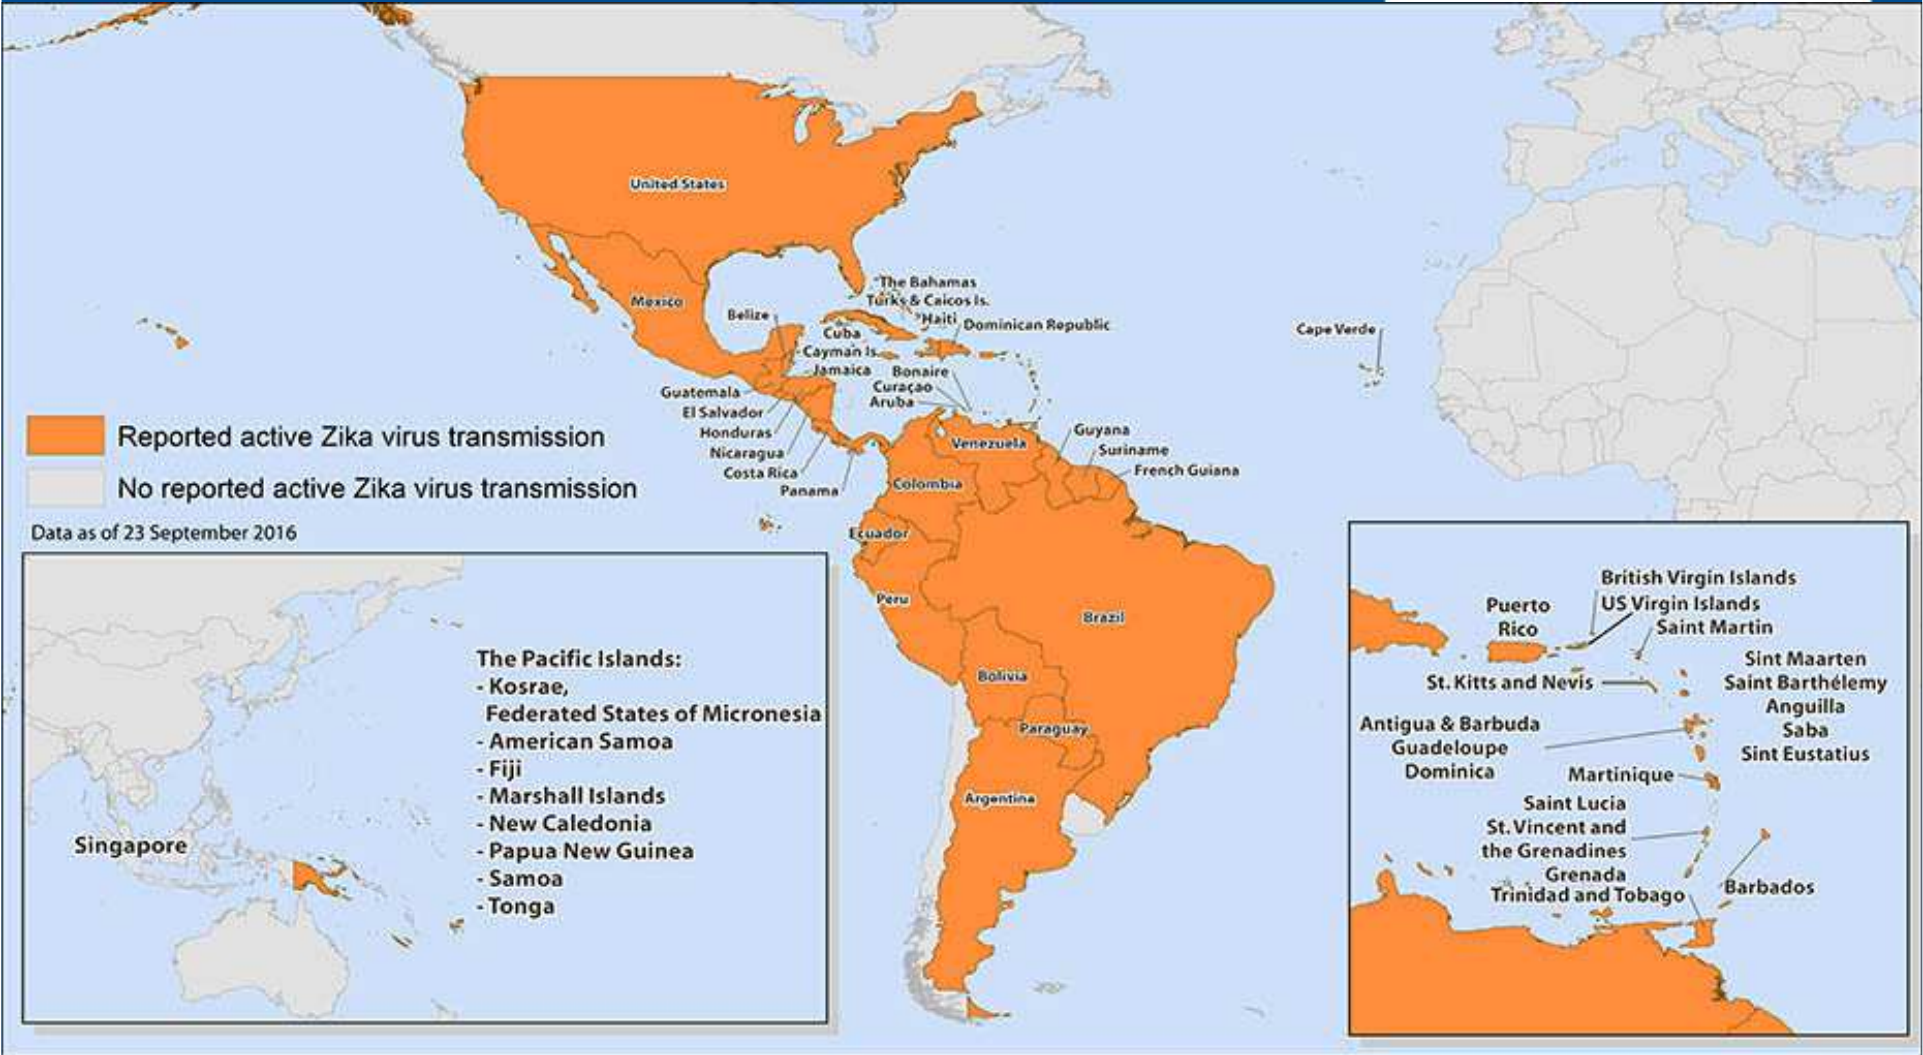 United States
Mexico
The Bahamas
Turks & Caicos Is.
Haiti
Dominican Republic
Belize
Cuba
Cayman Is.
Jamaica
Bonaire
Curaçao
Aruba
Cape Verde
Guatemala
El Salvador
Honduras
Nicaragua
Costa Rica
Panama
Venezuela
Guyana
Suriname
French Guiana
Colombia
Ecuador
Peru
Brazil
Bolivia
Paraguay
Argentina
Reported active Zika virus transmission
No reported active Zika virus transmission
Data as of 23 September 2016
The Pacific Islands:
- Kosrae,
Federated States of Micronesia
- American Samoa
- Fiji
- Marshall Islands
- New Caledonia
- Papua New Guinea
- Samoa
- Tonga
Singapore
British Virgin Islands
Puerto
Rico
US Virgin Islands
Saint Martin
St. Kitts and Nevis
Sint Maarten
Saint Barthélemy
Anguilla
Saba
Sint Eustatius
Antigua & Barbuda
Guadeloupe
Dominica
Martinique
Saint Lucia
St. Vincent and
the Grenadines
Grenada
Trinidad and Tobago
Barbados